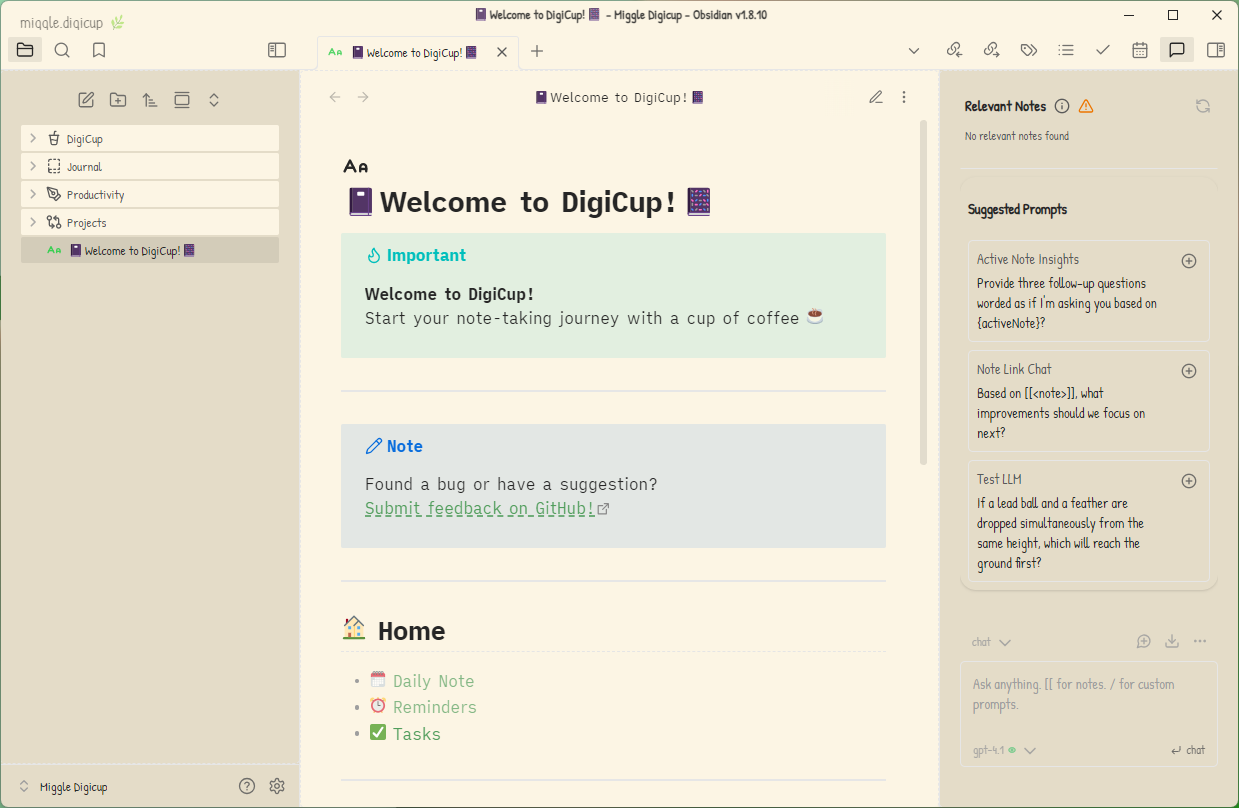 miggle.digicup
Welcome to DigiCup! - Miggle Digicup - Obsidian v1.8.10
Aa Welcome to DigiCup!
DigiCup
Journal
Productivity
Projects
Aa Welcome to DigiCup!
Miggle Digicup
Welcome to DigiCup!
Aa
Welcome to DigiCup!
Important
Welcome to DigiCup!
Start your note-taking journey with a cup of coffee
Note
Found a bug or have a suggestion?
Submit feedback on GitHub!
Home
Daily Note
Reminders
Tasks
Relevant Notes
No relevant notes found
Suggested Prompts
Active Note Insights
Provide three follow-up questions
worded as if I'm asking you based on
{activeNote}?
Note Link Chat
Based on [[<note>]], what
improvements should we focus on
next?
Test LLM
If a lead ball and a feather are
dropped simultaneously from the
same height, which will reach the
ground first?
chat
Ask anything. [[ for notes. / for custom
prompts.
gpt-4.1
chat